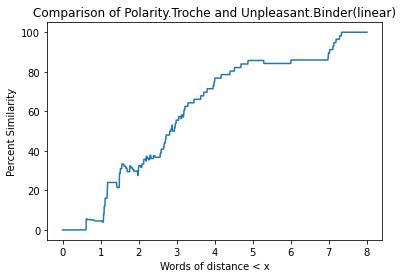 Comparison of Polarity.Troche and Unpleasant.Binder(linear)
100
80
60
40
20
0
Percent Similarity
0 1 2 3 4 5 6 7 8
Words of distance < x